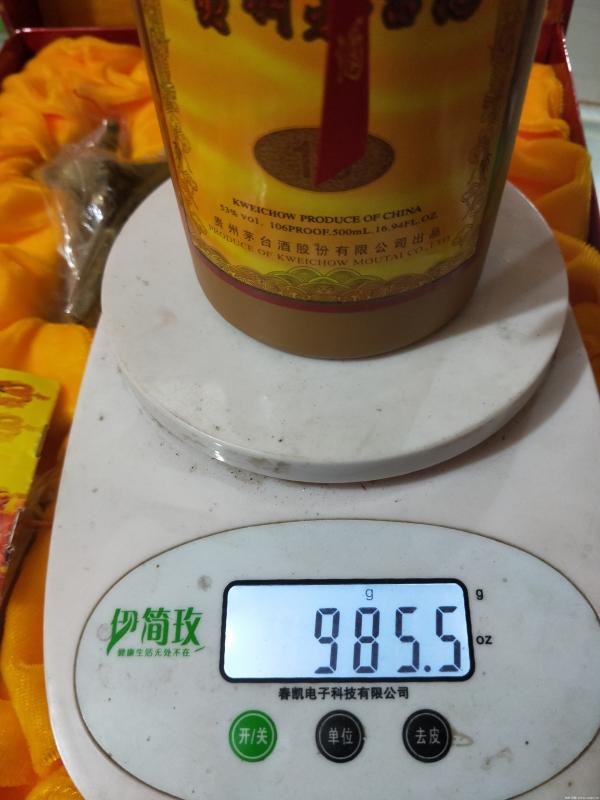 KWEICHOW PRODUCE OF CHINA
53% vol. 106PROOF.500mL.16.94FL.OZ.
贵州茅台酒股份有限公司出品
PRODUCE OF KWEICHOW MOUTAI CO., LTD
g
g
985.5
oz
伊简玫
健康生活无处不在
春凯电子科技有限公司
开/关
单位
去皮